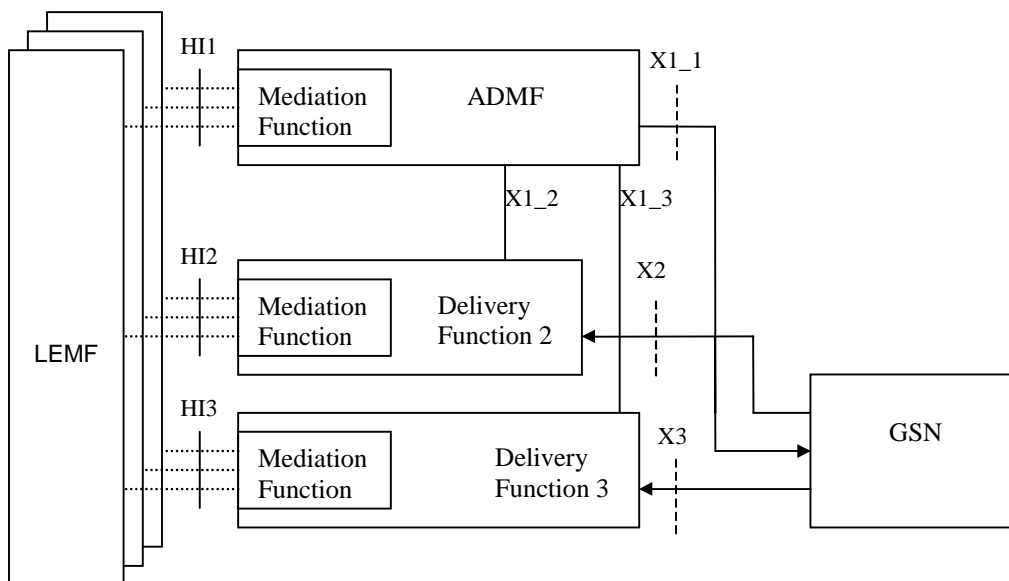 HI1
X1_1
Mediation
Function
ADMF
X1_2
X1_3
HI2
X2
Mediation
Function
Delivery
Function 2
LEMF
HI3
X3
GSN
Mediation
Function
Delivery
Function 3